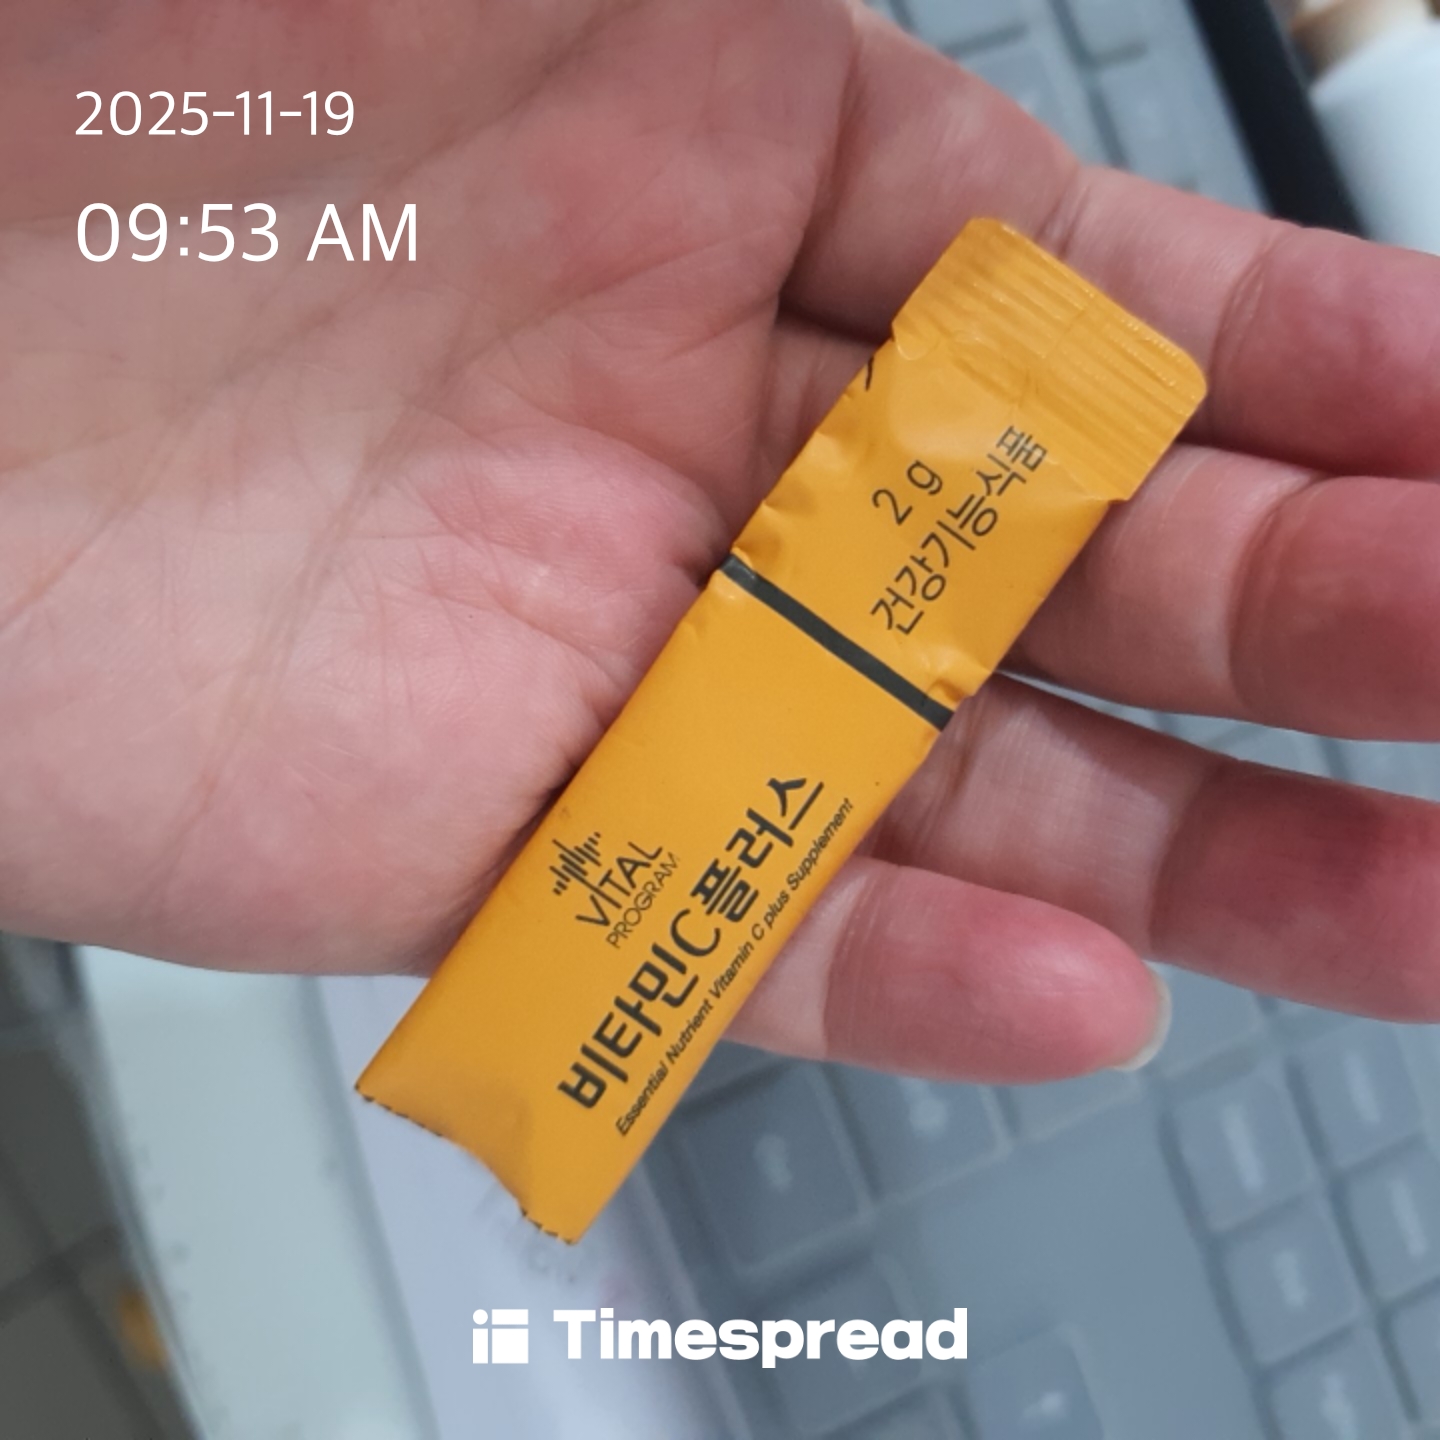 2025-11-19
09:53 AM
2 g
건강기능식품
VITAL
PROGRAM
비타민C플러스
Essential Nutrient Vitamin C plus Supplement
Timespread